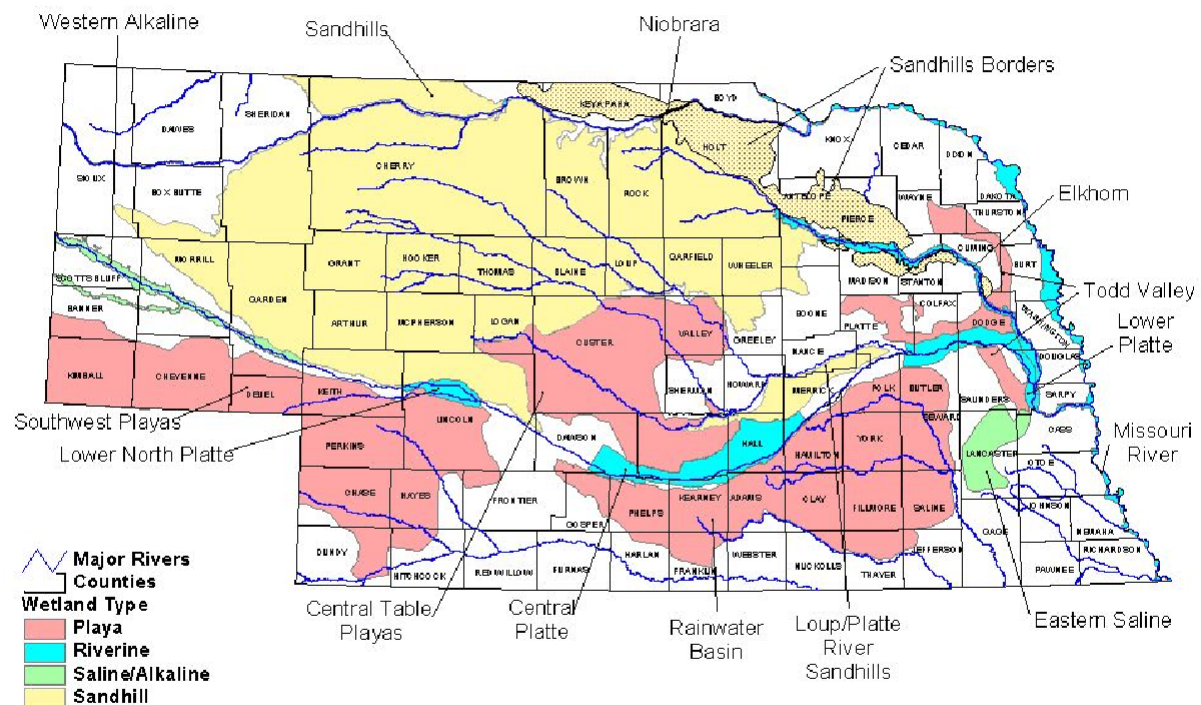 Western Alkaline
Sandhills
Niobrara
Sandhills Borders
Elkhorn
Todd Valley
Lower
Platte
Missouri
River
Southwest Playas
Lower North Platte
Central Table/
Playas
Central
Platte
Rainwater
Basin
Loup/Platte
River
Sandhills
Eastern Saline
SIOUX
DAWES
SHERIDAN
BOX BUTTE
CHERRY
KEYA PAHA
BOYD
BROWN
ROCK
HOLT
KNOX
CEDAR
DIXON
DAKOTA
ANTELOPE
PIERCE
WAYNE
THURSTON
SCOTTS BLUFF
MORRILL
BANNER
GARDEN
GRANT
HOOKER
THOMAS
BLAINE
LOUP
GARFIELD
WHEELER
MADISON
STANTON
CUMING
BURT
ARTHUR
MCPHERSON
LOGAN
CUSTER
VALLEY
GREELEY
BOONE
PLATTE
COLFAX
DODGE
WASHINGTON
KIMBALL
CHEYENNE
DEUEL
KEITH
LINCOLN
SHERMAN
HOWARD
NANCE
MERRICK
POLK
BUTLER
SAUNDERS
DOUGLAS
SARPY
PERKINS
DAWSON
HALL
HAMILTON
YORK
SEWARD
LANCASTER
CASS
OTOE
CHASE
HAYES
FRONTIER
GOSPER
PHELPS
KEARNEY
ADAMS
CLAY
FILLMORE
SALINE
GAGE
JOHNSON
NEMAHA
DUNDY
HITCHCOCK
RED WILLOW
FURNAS
HARLAN
FRANKLIN
WEBSTER
NUCKOLLS
THAYER
JEFFERSON
PAWNEE
RICHARDSON
Major Rivers
Counties
Wetland Type
Playa
Riverine
Saline/Alkaline
Sandhill